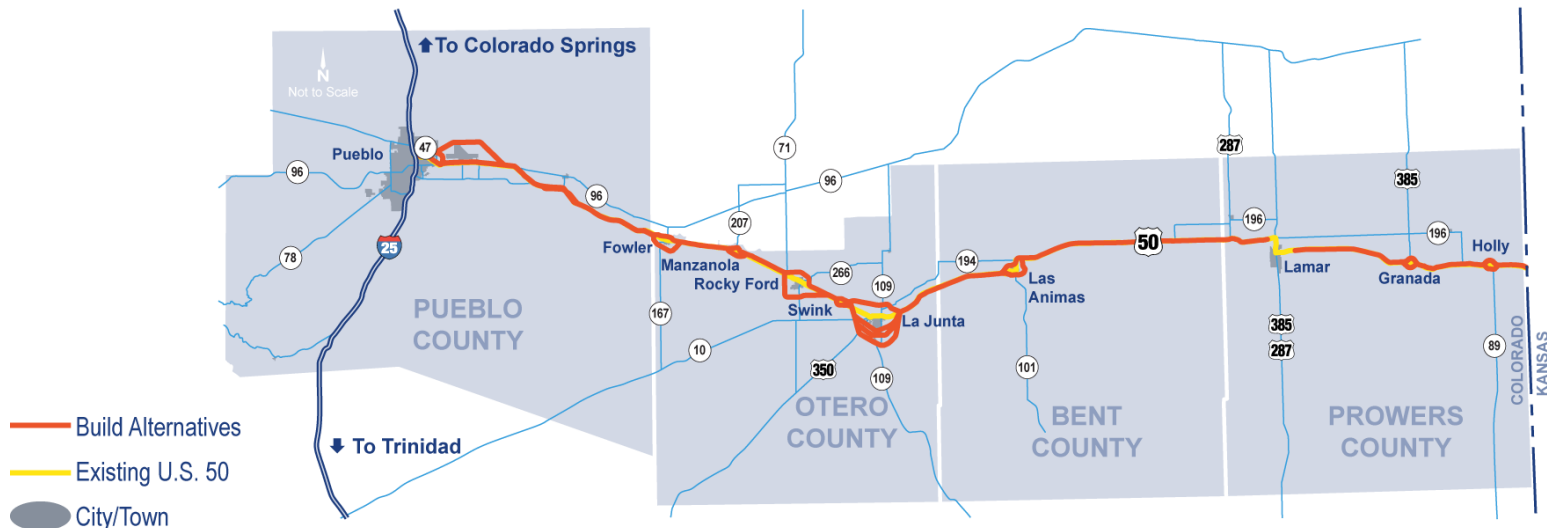 To Colorado Springs
N
Not to Scale
Pueblo
47
96
78
25
PUEBLO
COUNTY
To Trinidad
96
Fowler
167
10
Manzanola
207
71
96
Rocky Ford
266
Swink
109
La Junta
350
109
OTERO
COUNTY
194
Las
Animas
101
BENT
COUNTY
50
287
196
Lamar
385
287
385
196
Granada
Holly
89
PROWERS
COUNTY
COLORADO
KANSAS
Build Alternatives
Existing U.S. 50
City/Town